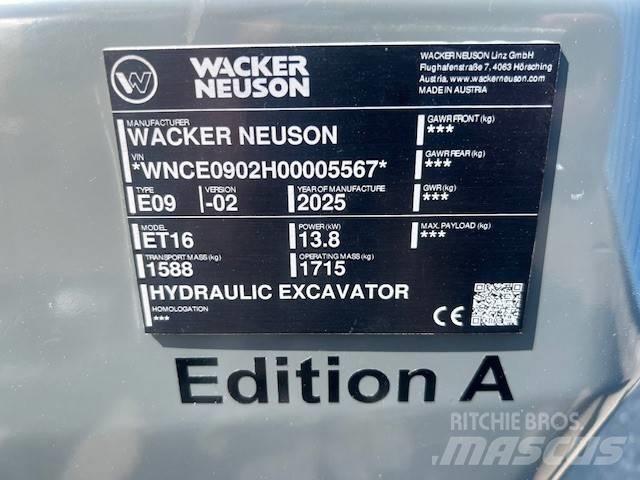 WACKER
NEUSON
WACKER NEUSON Linz GmbH
Flughafenstraße 7, 4063 Hörsching
Austria. www.wackerneuson.com
MADE IN AUSTRIA
MANUFACTURER
WACKER NEUSON
VIN
*WNCE0902H00005567*
TYPE VERSION YEAR OF MANUFACTURE
E09 -02 2025
MODEL POWER (kW)
ET16 13.8
TRANSPORT MASS (kg) OPERATING MASS (kg)
1588 1715
HYDRAULIC EXCAVATOR
HOMOLOGATION
***
GAWR FRONT (kg)
***
GAWR REAR (kg)
***
GWR (kg)
***
MAX. PAYLOAD (kg)
***
CE
Edition A
RITCHIE BROS.
MASCUS